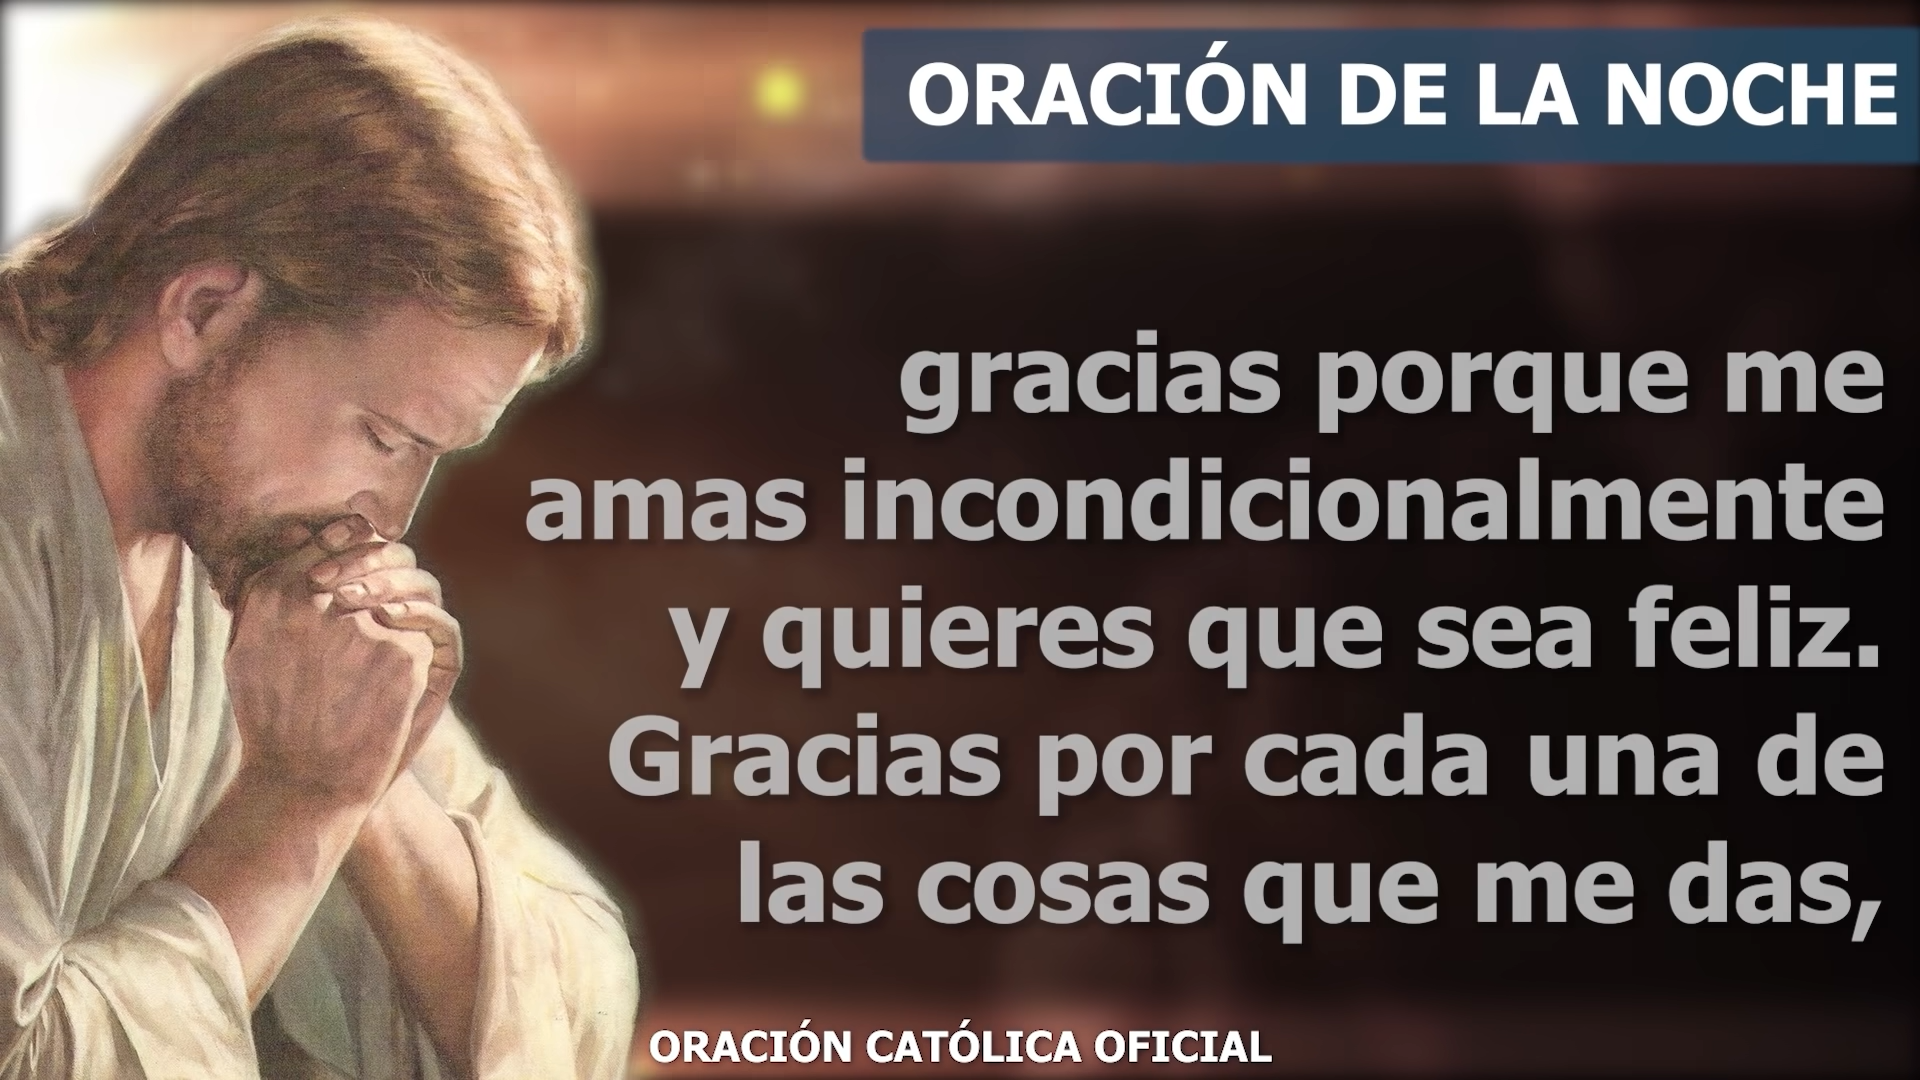 ORACIÓN DE LA NOCHE
gracias porque me
amas incondicionalmente
y quieres que sea feliz.
Gracias por cada una de
las cosas que me das,
ORACIÓN CATÓLICA OFICIAL